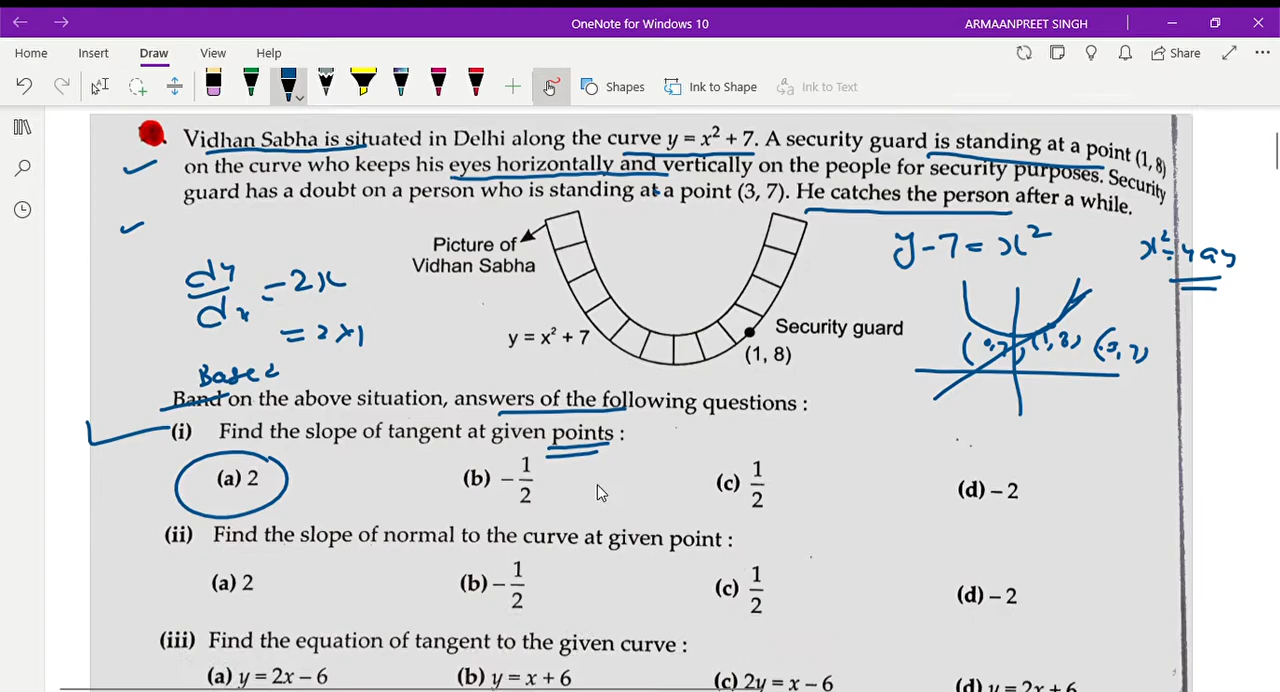 OneNote for Windows 10
ARMAANPREET SINGH
Home Insert Draw View Help
Share
Shapes Ink to Shape Ink to Text
Vidhan Sabha is situated in Delhi along the curve y = x² + 7. A security guard is standing at a point (1, 8)
on the curve who keeps his eyes horizontally and vertically on the people for security purposes. Security
guard has a doubt on a person who is standing at a point (3, 7). He catches the person after a while.
Picture of
Vidhan Sabha
y - 7 = x²
x² = 4ay
dy/dx = 2x
= 2×1
y = x² + 7
Security guard
(1, 8)
(0,7) (1, 8) (3, 7)
Based
Band on the above situation, answers of the following questions :
(i) Find the slope of tangent at given points :
(a) 2 (b) – 1/2 (c) 1/2 (d) – 2
(ii) Find the slope of normal to the curve at given point :
(a) 2 (b) – 1/2 (c) 1/2 (d) – 2
(iii) Find the equation of tangent to the given curve :
(a) y = 2x – 6 (b) y = x + 6 (c) 2y = x – 6 (d) y = 2x + 6